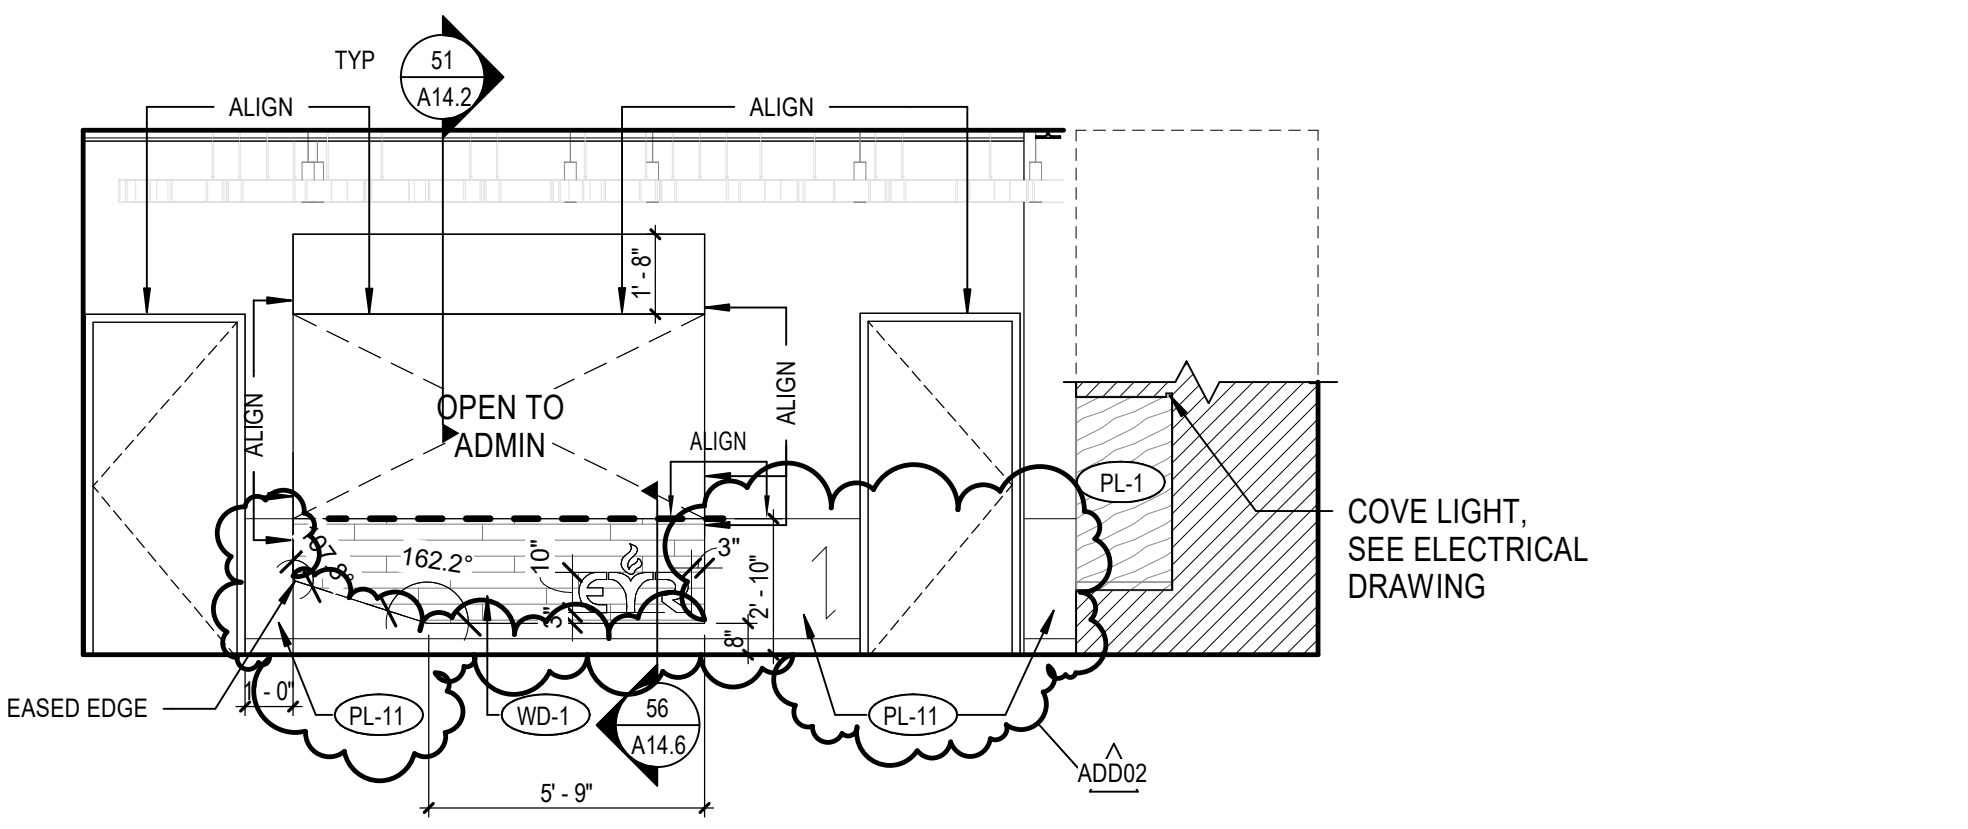 TYP
51
A14.2
ALIGN
ALIGN
1' - 8"
ALIGN
ALIGN
OPEN TO
ADMIN
ALIGN
PL-1
COVE LIGHT,
SEE ELECTRICAL
DRAWING
162.2°
10"
3"
3"
2' - 10"
8"
1' - 0"
EASED EDGE
PL-11
WD-1
56
A14.6
PL-11
ADD02
5' - 9"